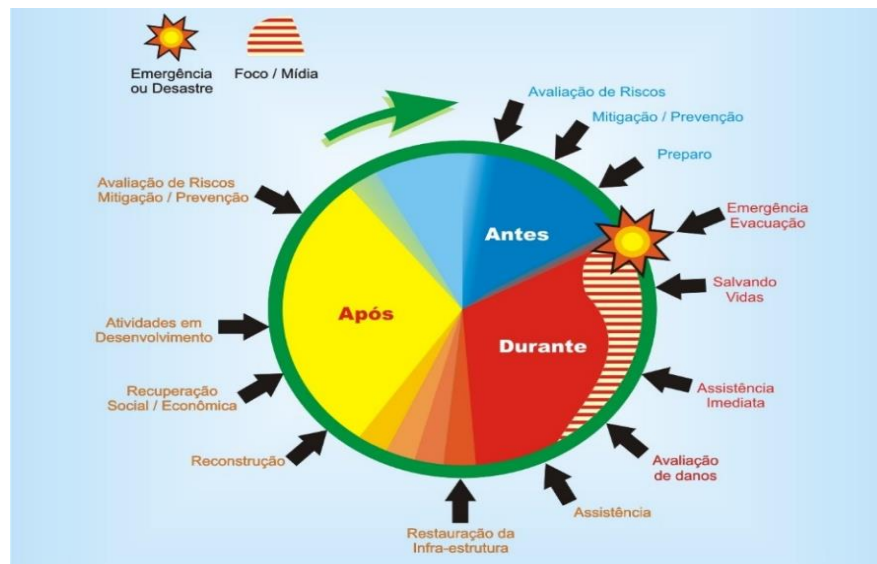 Emergência
ou Desastre
Foco / Mídia
Avaliação de Riscos
Mitigação / Prevenção
Preparo
Emergência
Evacuação
Salvando
Vidas
Assistência
Imediata
Avaliação
de danos
Assistência
Restauração da
Infra-estrutura
Reconstrução
Recuperação
Social / Econômica
Atividades em
Desenvolvimento
Avaliação de Riscos
Mitigação / Prevenção
Antes
Durante
Após